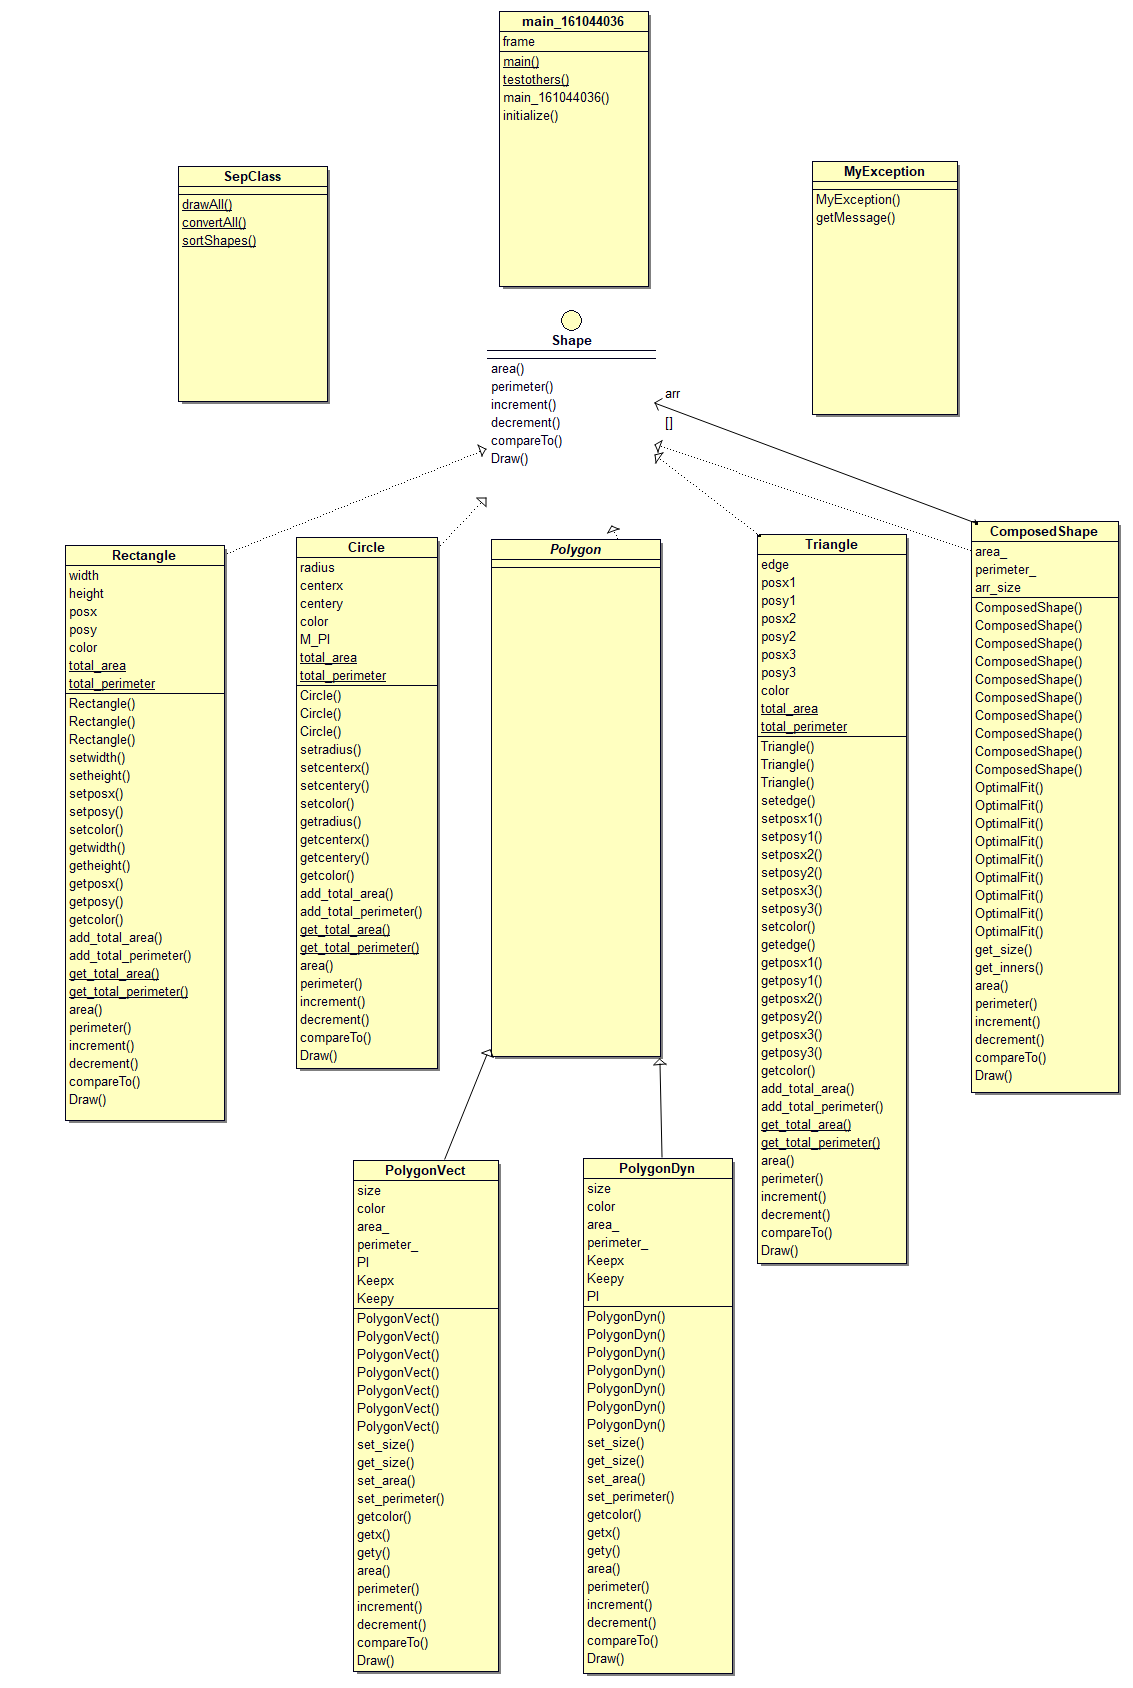 main_161044036
frame
main()
testothers()
main_161044036()
initialize()
SepClass
drawAll()
convertAll()
sortShapes()
MyException
MyException()
getMessage()
Shape
area()
perimeter()
increment()
decrement()
compareTo()
Draw()
arr
[]
Rectangle
width
height
posx
posy
color
total_area
total_perimeter
Rectangle()
Rectangle()
Rectangle()
setwidth()
setheight()
setposx()
setposy()
setcolor()
getwidth()
getheight()
getposx()
getposy()
getcolor()
add_total_area()
add_total_perimeter()
get_total_area()
get_total_perimeter()
area()
perimeter()
increment()
decrement()
compareTo()
Draw()
Circle
radius
centerx
centery
color
M_PI
total_area
total_perimeter
Circle()
Circle()
Circle()
setradius()
setcenterx()
setcentery()
setcolor()
getradius()
getcenterx()
getcentery()
getcolor()
add_total_area()
add_total_perimeter()
get_total_area()
get_total_perimeter()
area()
perimeter()
increment()
decrement()
compareTo()
Draw()
Polygon
Triangle
edge
posx1
posy1
posx2
posy2
posx3
posy3
color
total_area
total_perimeter
Triangle()
Triangle()
Triangle()
setedge()
setposx1()
setposy1()
setposx2()
setposy2()
setposx3()
setposy3()
setcolor()
getedge()
getposx1()
getposy1()
getposx2()
getposy2()
getposx3()
getposy3()
getcolor()
add_total_area()
add_total_perimeter()
get_total_area()
get_total_perimeter()
area()
perimeter()
increment()
decrement()
compareTo()
Draw()
ComposedShape
area_
perimeter_
arr_size
ComposedShape()
ComposedShape()
ComposedShape()
ComposedShape()
ComposedShape()
ComposedShape()
ComposedShape()
ComposedShape()
ComposedShape()
ComposedShape()
OptimalFit()
OptimalFit()
OptimalFit()
OptimalFit()
OptimalFit()
OptimalFit()
OptimalFit()
OptimalFit()
OptimalFit()
get_size()
get_inners()
area()
perimeter()
increment()
decrement()
compareTo()
Draw()
PolygonVect
size
color
area_
perimeter_
PI
Keepx
Keepy
PolygonVect()
PolygonVect()
PolygonVect()
PolygonVect()
PolygonVect()
PolygonVect()
PolygonVect()
set_size()
get_size()
set_area()
set_perimeter()
getcolor()
getx()
gety()
area()
perimeter()
increment()
decrement()
compareTo()
Draw()
PolygonDyn
size
color
area_
perimeter_
Keepx
Keepy
PI
PolygonDyn()
PolygonDyn()
PolygonDyn()
PolygonDyn()
PolygonDyn()
PolygonDyn()
PolygonDyn()
set_size()
get_size()
set_area()
set_perimeter()
getcolor()
getx()
gety()
area()
perimeter()
increment()
decrement()
compareTo()
Draw()